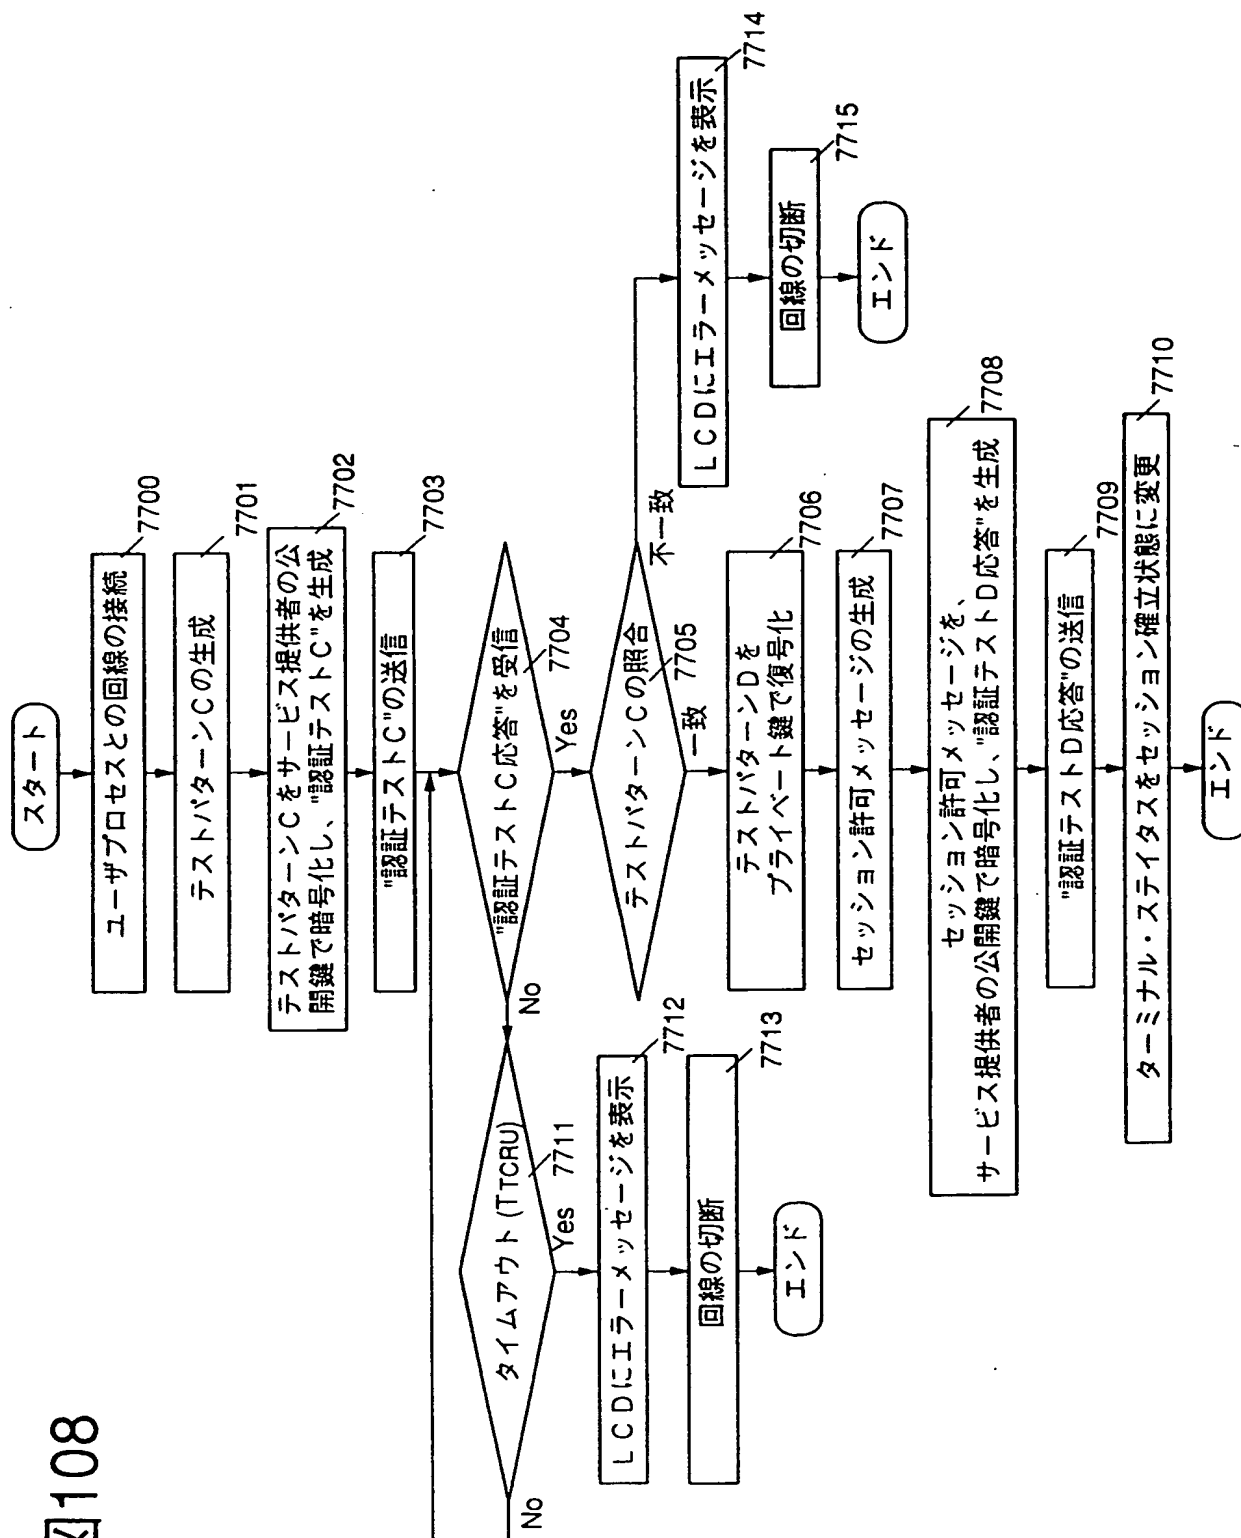 図108
スタート
ユーザプロセスとの回線の接続
7700
テストパターンCの生成
7701
テストパターンCをサービス提供者の公
開鍵で暗号化し、"認証テストC"を生成
7702
"認証テストC"の送信
7703
"認証テストC応答"を受信
7704
No
Yes
タイムアウト(TTCRU)
7711
No
Yes
LCDにエラーメッセージを表示
7712
回線の切断
7713
エンド
テストパターンCの照合
7705
不一致
一致
LCDにエラーメッセージを表示
7714
回線の切断
7715
エンド
テストパターンDを
プライベート鍵で復号化
7706
セッション許可メッセージの生成
7707
セッション許可メッセージを、
サービス提供者の公開鍵で暗号化し、"認証テストD応答"を生成
7708
"認証テストD応答"の送信
7709
ターミナル・ステイタスをセッション確立状態に変更
7710
エンド